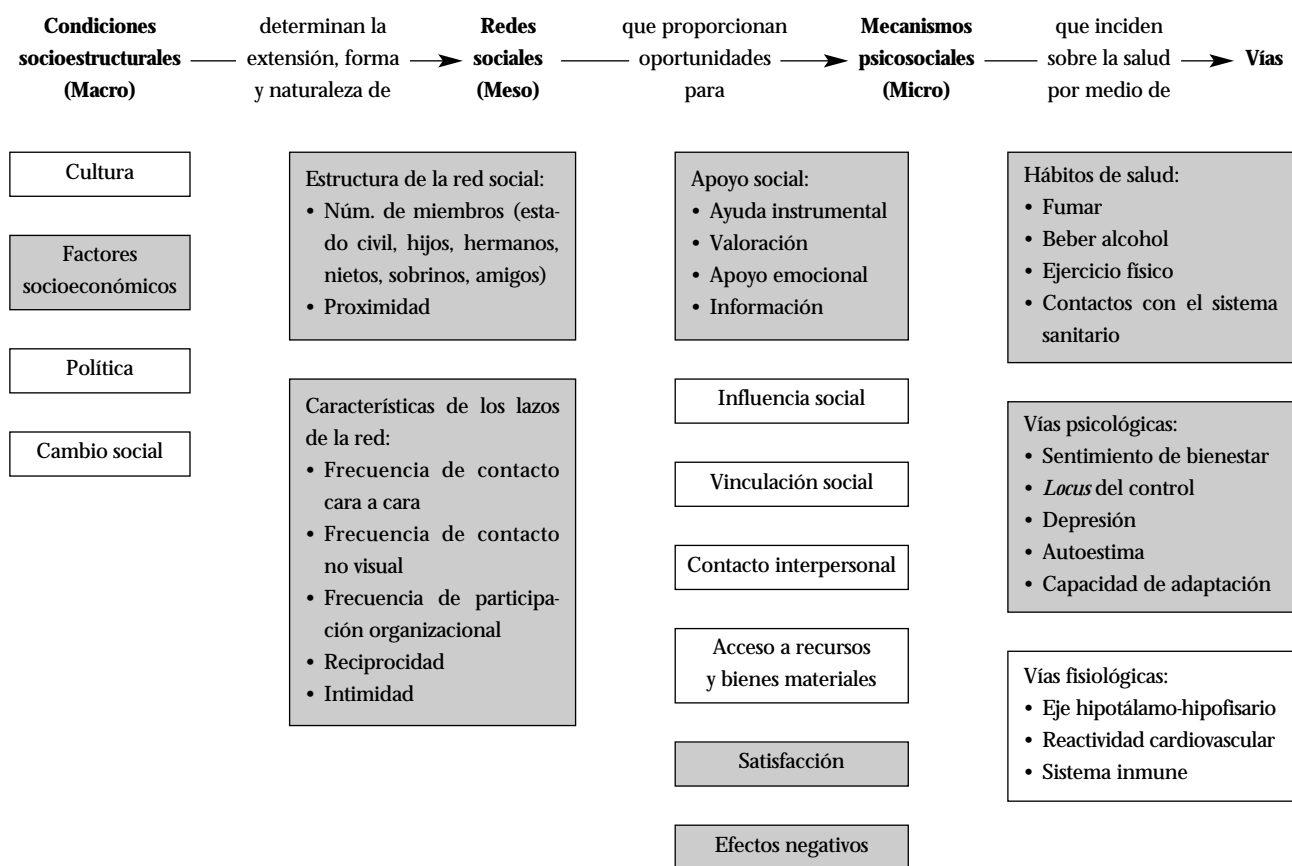 Condiciones
socioestructurales
(Macro)
determinan la
extensión, forma
y naturaleza de
Redes
sociales
(Meso)
que proporcionan
oportunidades
para
Mecanismos
psicosociales
(Micro)
que inciden
sobre la salud
por medio de
Vías
Cultura
Factores
socioeconómicos
Política
Cambio social
Estructura de la red social:
• Núm. de miembros (esta-
do civil, hijos, hermanos,
nietos, sobrinos, amigos)
• Proximidad
Características de los lazos
de la red:
• Frecuencia de contacto
cara a cara
• Frecuencia de contacto
no visual
• Frecuencia de participa-
ción organizacional
• Reciprocidad
• Intimidad
Apoyo social:
• Ayuda instrumental
• Valoración
• Apoyo emocional
• Información
Influencia social
Vinculación social
Contacto interpersonal
Acceso a recursos
y bienes materiales
Satisfacción
Efectos negativos
Hábitos de salud:
• Fumar
• Beber alcohol
• Ejercicio físico
• Contactos con el sistema
sanitario
Vías psicológicas:
• Sentimiento de bienestar
• Locus del control
• Depresión
• Autoestima
• Capacidad de adaptación
Vías fisiológicas:
• Eje hipotálamo-hipofisario
• Reactividad cardiovascular
• Sistema inmune